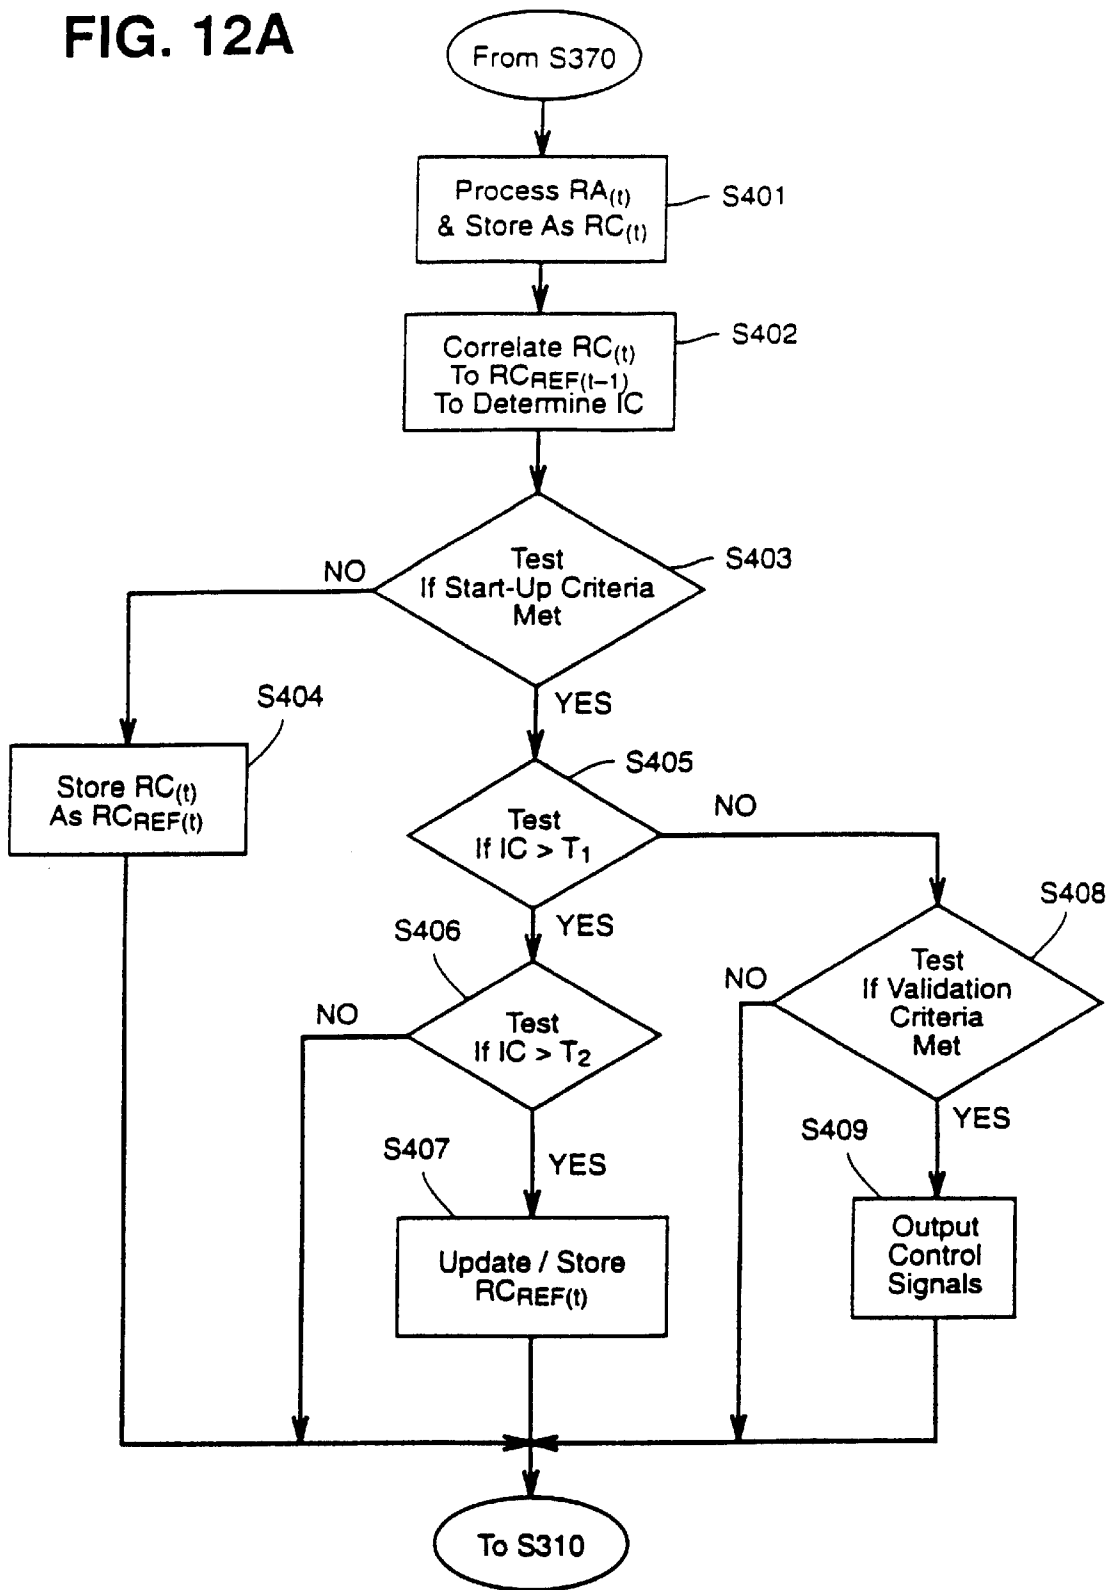 FIG. 12A
From S370
Process RA(t)
& Store As RC(t)
S401
Correlate RC(t)
To RCREF(t-1)
To Determine IC
S402
Test
If Start-Up Criteria
Met
S403
NO
YES
S404
Store RC(t)
As RCREF(t)
S405
Test
If IC > T1
NO
YES
S406
Test
If IC > T2
NO
YES
S408
Test
If Validation
Criteria
Met
NO
YES
S407
Update / Store
RCREF(t)
S409
Output
Control
Signals
To S310